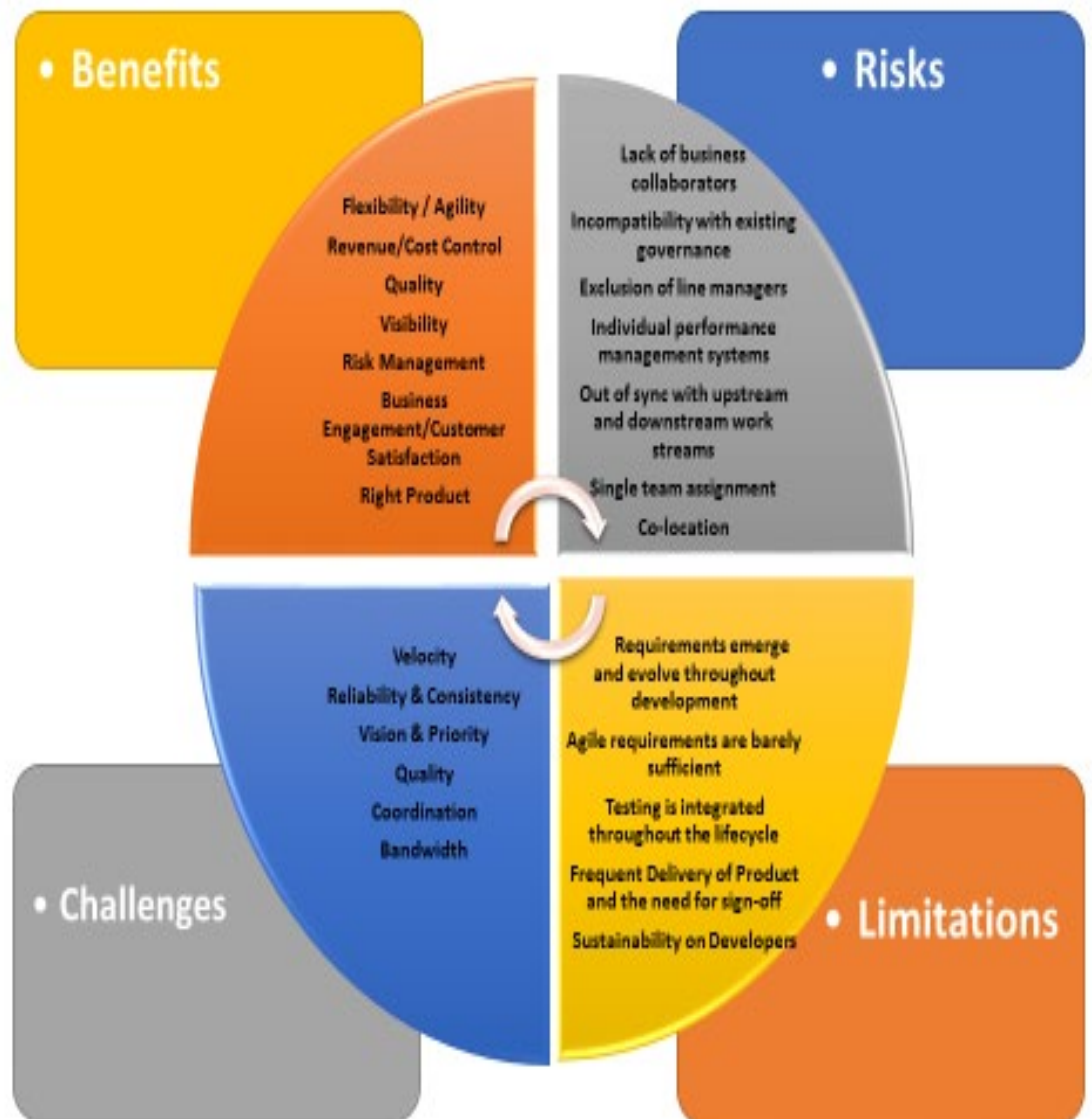 • Benefits
Flexibility / Agility
Revenue/Cost Control
Quality
Visibility
Risk Management
Business
Engagement/Customer
Satisfaction
Right Product
• Risks
Lack of business
collaborators
Incompatibility with existing
governance
Exclusion of line managers
Individual performance
management systems
Out of sync with upstream
and downstream work
streams
Single team assignment
Co-location
• Challenges
Velocity
Reliability & Consistency
Vision & Priority
Quality
Coordination
Bandwidth
• Limitations
Requirements emerge
and evolve throughout
development
Agile requirements are barely
sufficient
Testing is integrated
throughout the lifecycle
Frequent Delivery of Product
and the need for sign-off
Sustainability on Developers